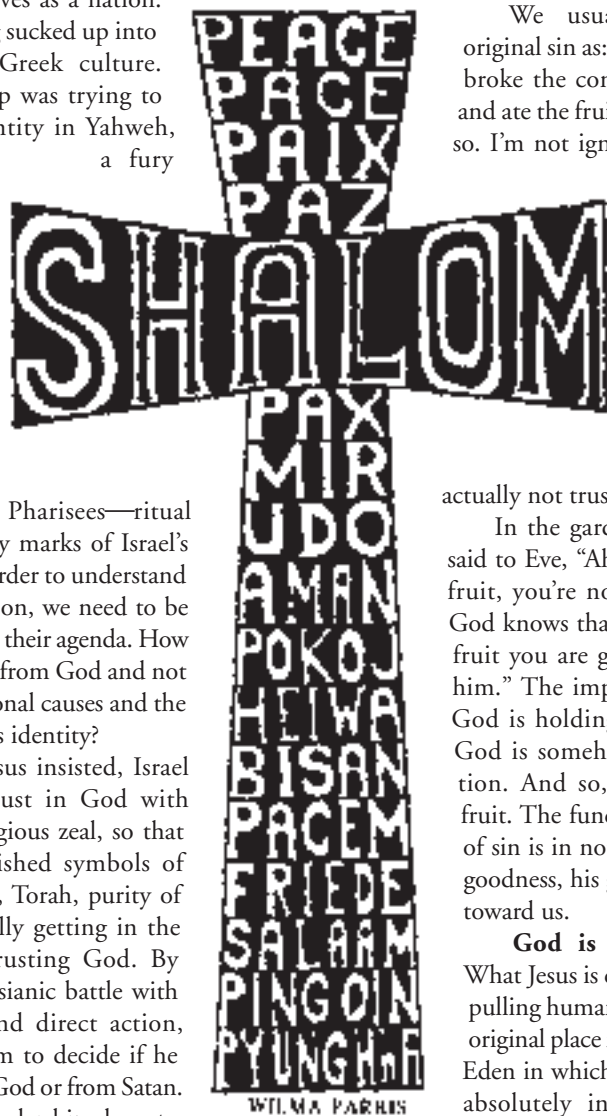 ves as a nation.
sucked up into
Greek culture.
p was trying to
ntity in Yahweh,
a fury
Pharisees—ritual
y marks of Israel's
rder to understand
on, we need to be
their agenda. How
from God and not
onal causes and the
s identity?
sus insisted, Israel
ust in God with
gious zeal, so that
ished symbols of
, Torah, purity of
lly getting in the
rusting God. By
sianic battle with
nd direct action,
m to decide if he
God or from Satan.
PEACE
PACE
PAIX
PAZ
SHALOM
PAX
MIR
UDO
AMAN
POKOJ
HEIWA
BISAN
PACEM
FRIEDE
SALAAM
PINGOIN
PYUNGHWA
WILMA PARRIS
We usua
original sin as:
broke the con
and ate the frui
so. I'm not ign
actually not trus
In the gard
said to Eve, “Ah
fruit, you're no
God knows tha
fruit you are g
him.” The imp
God is holding
God is someh
tion. And so,
fruit. The func
of sin is in no
goodness, his g
toward us.
God is
What Jesus is d
pulling human
original place i
Eden in which
absolutely in